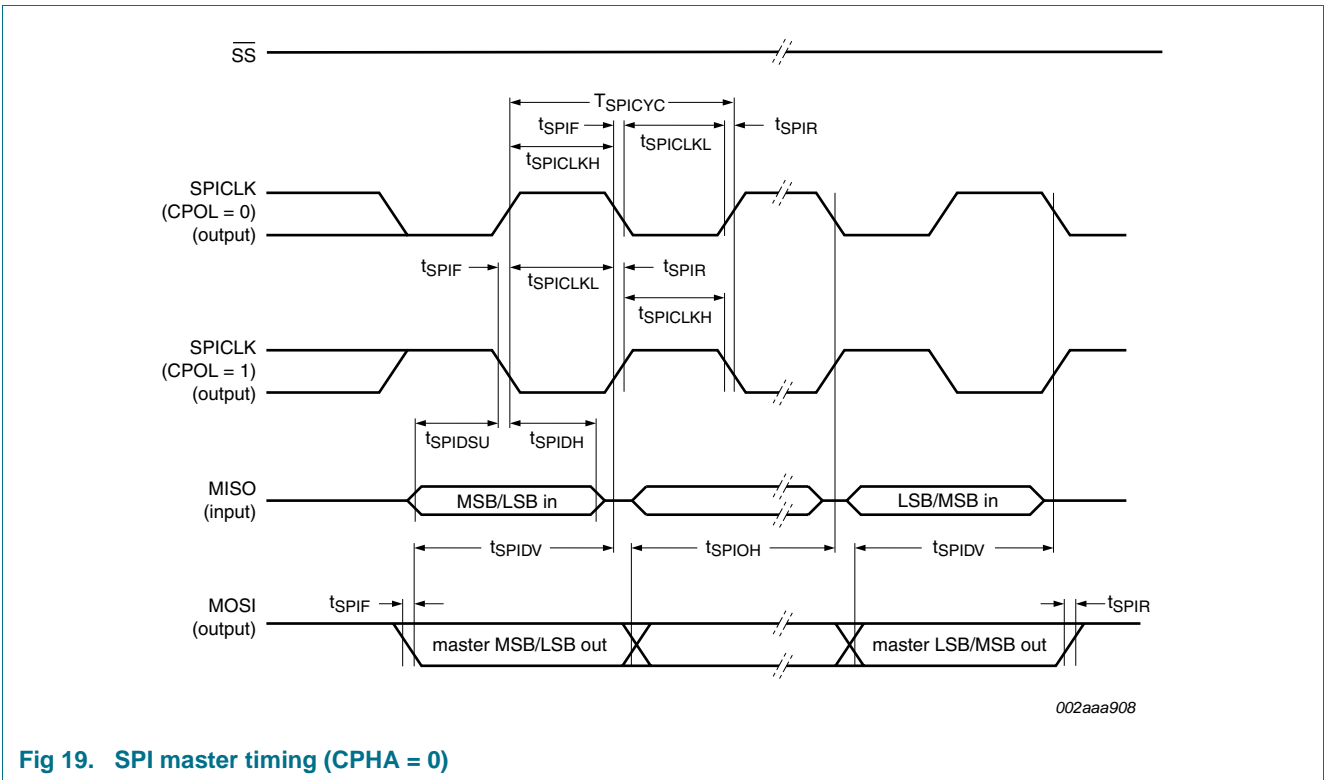 SS
TSPICYC
tSPIF
tSPICLKL
tSPIR
tSPICLKH
SPICLK
(CPOL = 0)
(output)
tSPIF
tSPICLKL
tSPIR
tSPICLKH
SPICLK
(CPOL = 1)
(output)
tSPIDSU
tSPIDH
MISO
(input)
MSB/LSB in
LSB/MSB in
tSPIDV
tSPIOH
tSPIDV
MOSI
(output)
tSPIF
tSPIR
master MSB/LSB out
master LSB/MSB out
002aaa908
Fig 19. SPI master timing (CPHA = 0)